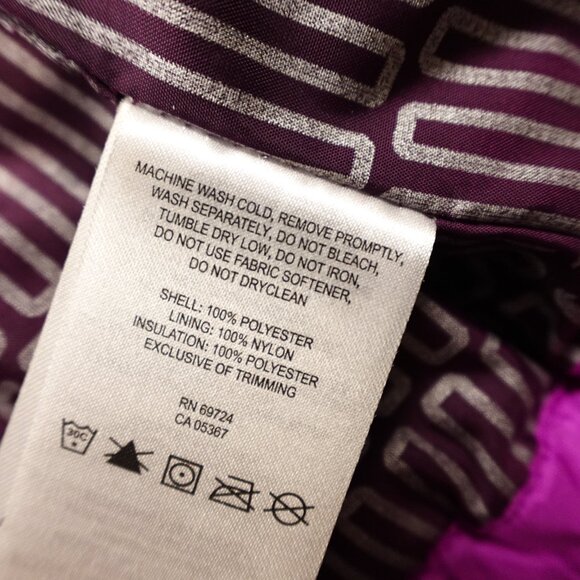 MACHINE WASH COLD, REMOVE PROMPTLY,
WASH SEPARATELY, DO NOT BLEACH,
TUMBLE DRY LOW, DO NOT IRON,
DO NOT USE FABRIC SOFTENER,
DO NOT DRYCLEAN
SHELL: 100% POLYESTER
LINING: 100% NYLON
INSULATION: 100% POLYESTER
EXCLUSIVE OF TRIMMING
RN 69724
CA 05367
30C